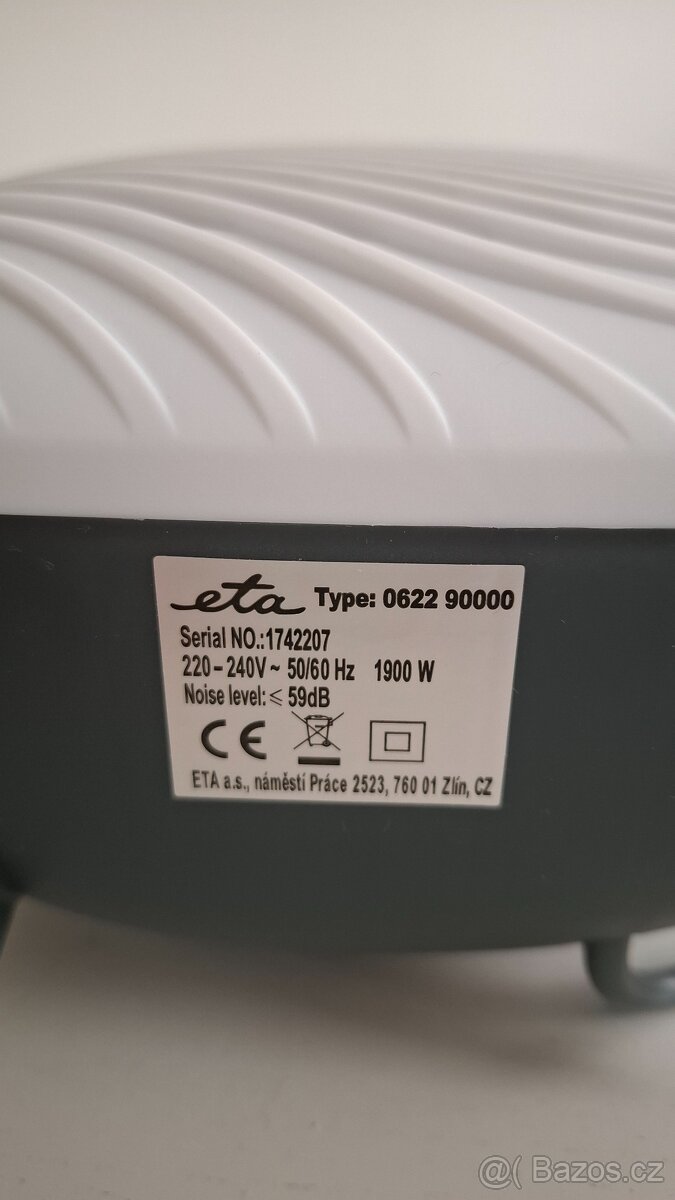 eta Type: 0622 90000
Serial NO.:1742207
220-240V ~ 50/60 Hz 1900 W
Noise level: ≤ 59dB
CE
ETA a.s., náměstí Práce 2523, 760 01 Zlín, CZ
@( Bazos.cz